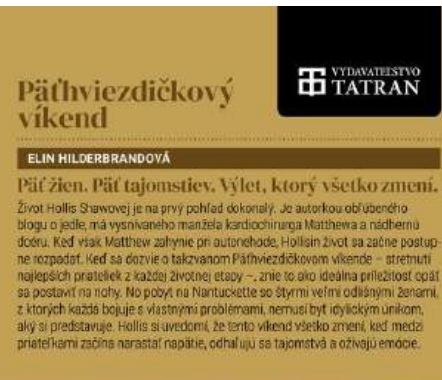 Päťhviezdičkový
víkend
VYDAVATEĽSTVO
TATRAN
ELIN HILDERBRANDOVÁ
Päť žien. Päť tajomstiev. Výlet, ktorý všetko zmení.
Život Hollis Shawovej je na prvý pohľad dokonalý. Je autorkou obľúbeného
blogu o jedle, má vysnívaného manžela kardiochirurga Matthewa a nádhernú
dcéru. Keď však Matthew zahynie pri autonehode, Hollisin život sa začne postup-
ne rozpadať. Keď sa dozvie o takzvanom Päťhviezdičkovom víkende – stretnutí
najlepších priateliek z každej životnej etapy –, znie to ako ideálna príležitosť opäť
sa postaviť na nohy. No pobyt na Nantuckette so štyrmi veľmi odlišnými ženami,
z ktorých každá bojuje s vlastnými problémami, nemusí byť idylickým únikom,
aký si predstavuje. Hollis si uvedomí, že tento víkend všetko zmení, keď medzi
priateľkami začína narastať napätie, odhaľujú sa tajomstvá a ožívajú emócie.